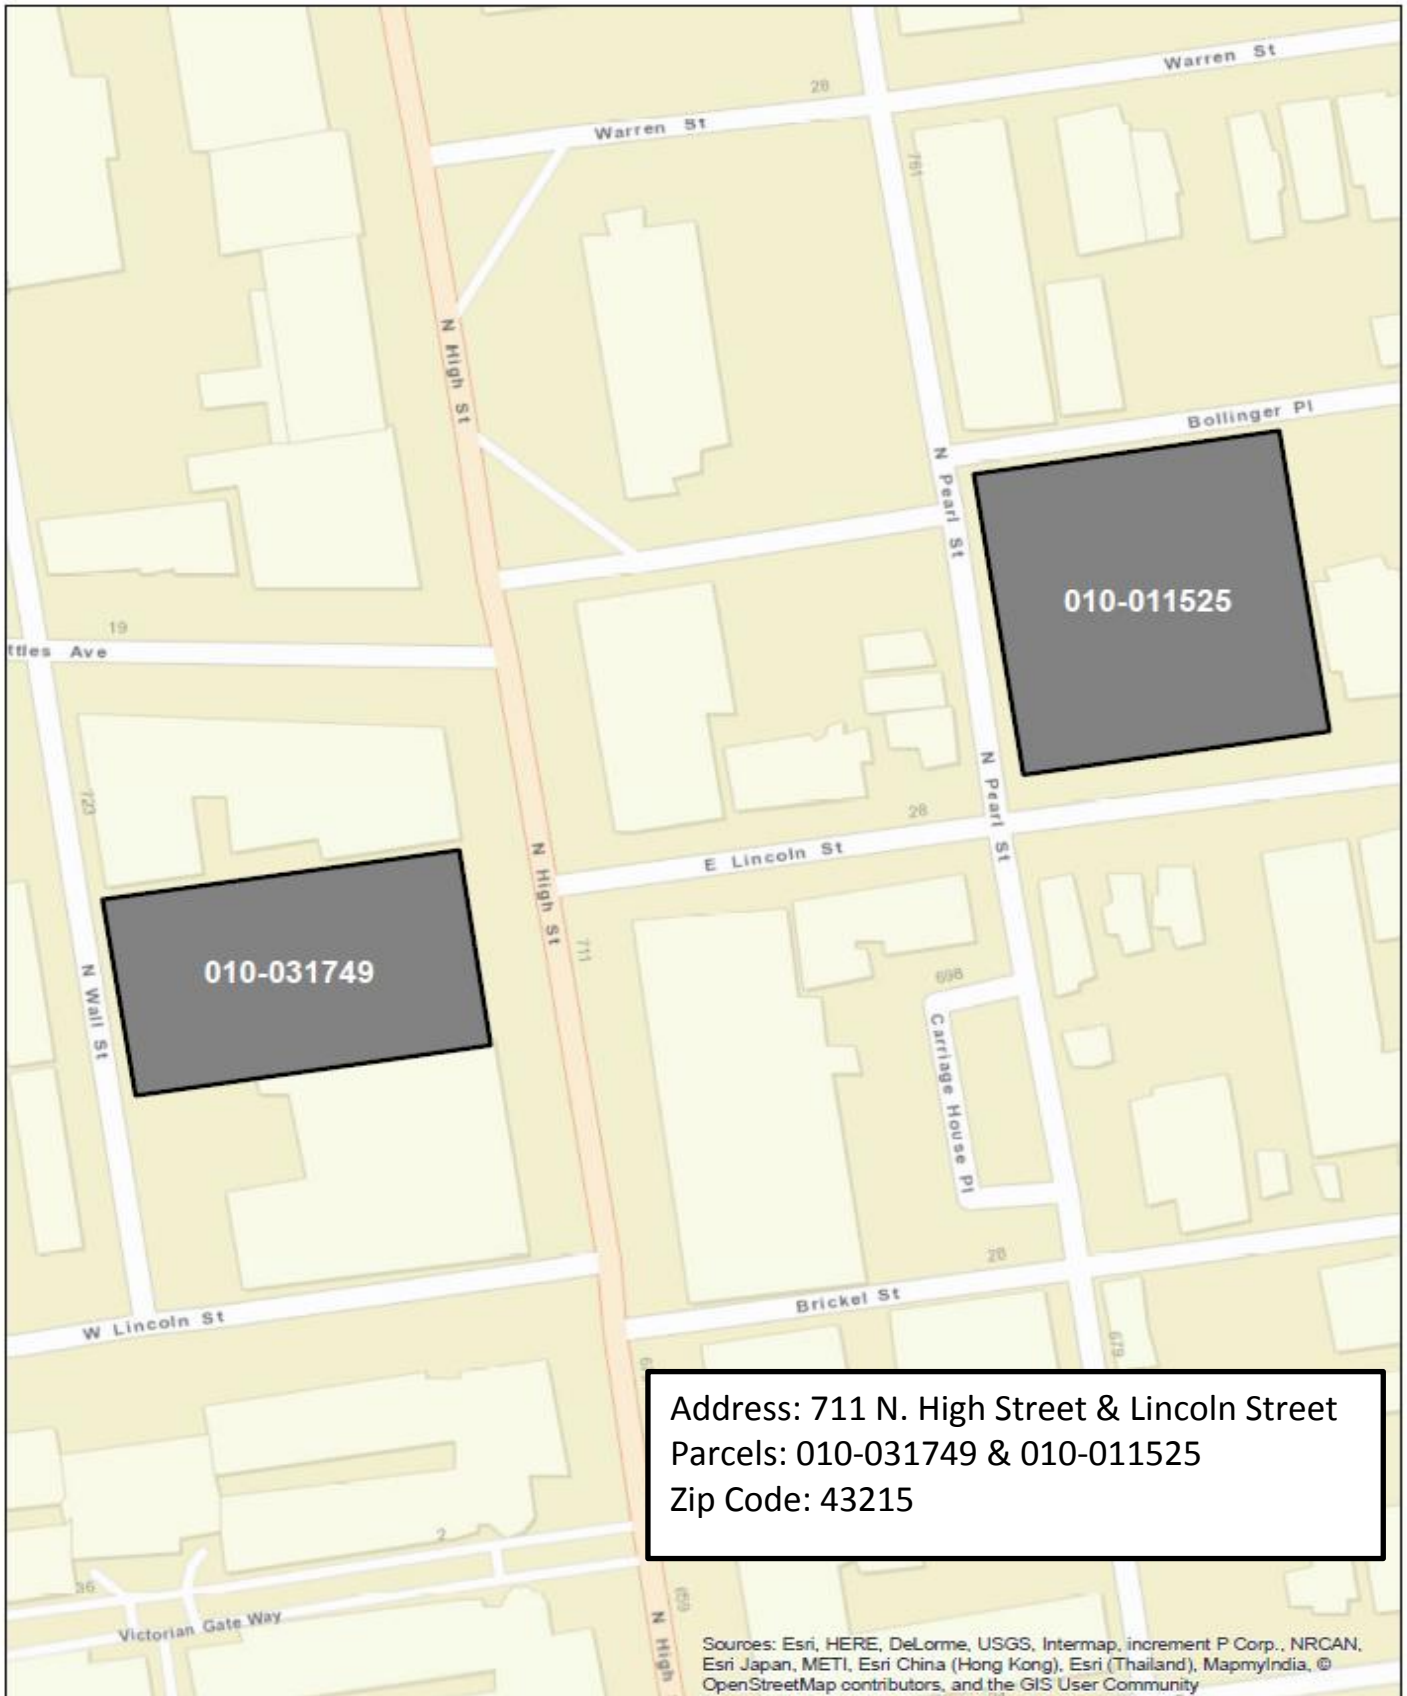 Warren St
28
Warren St
761
N High St
Bollinger Pl
N Pearl St
010-011525
19
ttles Ave
N Pearl St
723
28
E Lincoln St
N High St
711
010-031749
N Wall St
698
Carriage House Pl
28
Brickel St
W Lincoln St
679
Address: 711 N. High Street & Lincoln Street
Parcels: 010-031749 & 010-011525
Zip Code: 43215
2
36
Victorian Gate Way
659
N High
Sources: Esri, HERE, DeLorme, USGS, Intermap, increment P Corp., NRCAN,
Esri Japan, METI, Esri China (Hong Kong), Esri (Thailand), MapmyIndia, ©
OpenStreetMap contributors, and the GIS User Community